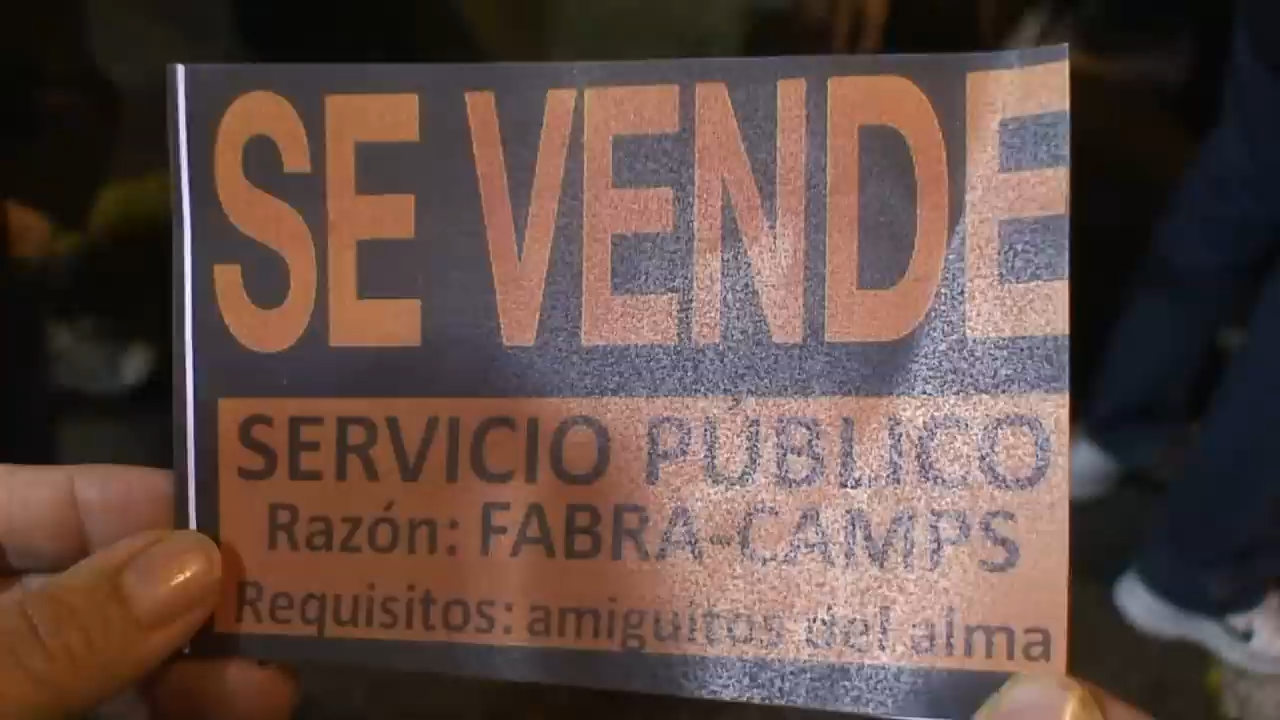 SE VENDE
SERVICIO PÚBLICO
Razón: FABRA-CAMPS
Requisitos: amiguitos del alma